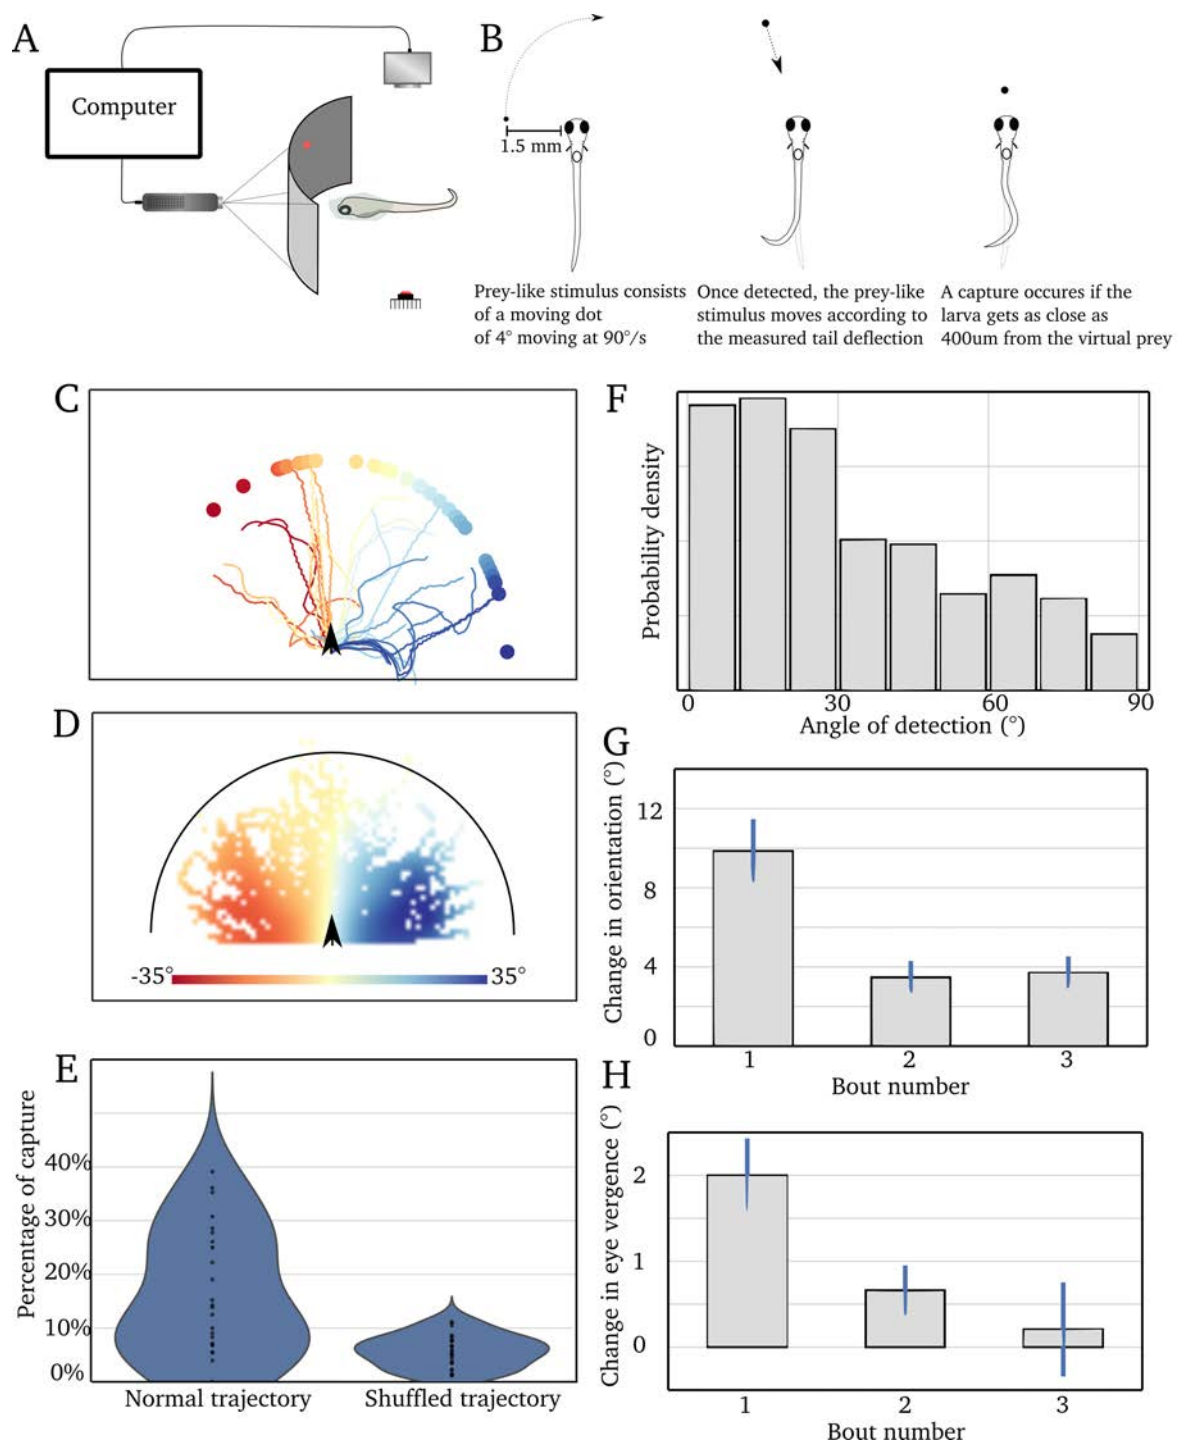 A
Computer
B
1.5 mm
Prey-like stimulus consists
of a moving dot
of 4° moving at 90°/s
Once detected, the prey-like
stimulus moves according to
the measured tail deflection
A capture occures if the
larva gets as close as
400um from the virtual prey
C
D
-35°
35°
E
Percentage of capture
40%
30%
20%
10%
0%
Normal trajectory
Shuffled trajectory
F
Probability density
0
30
60
90
Angle of detection (°)
G
Change in orientation (°)
12
8
4
0
1
2
3
Bout number
H
Change in eye vergence (°)
2
1
0
1
2
3
Bout number